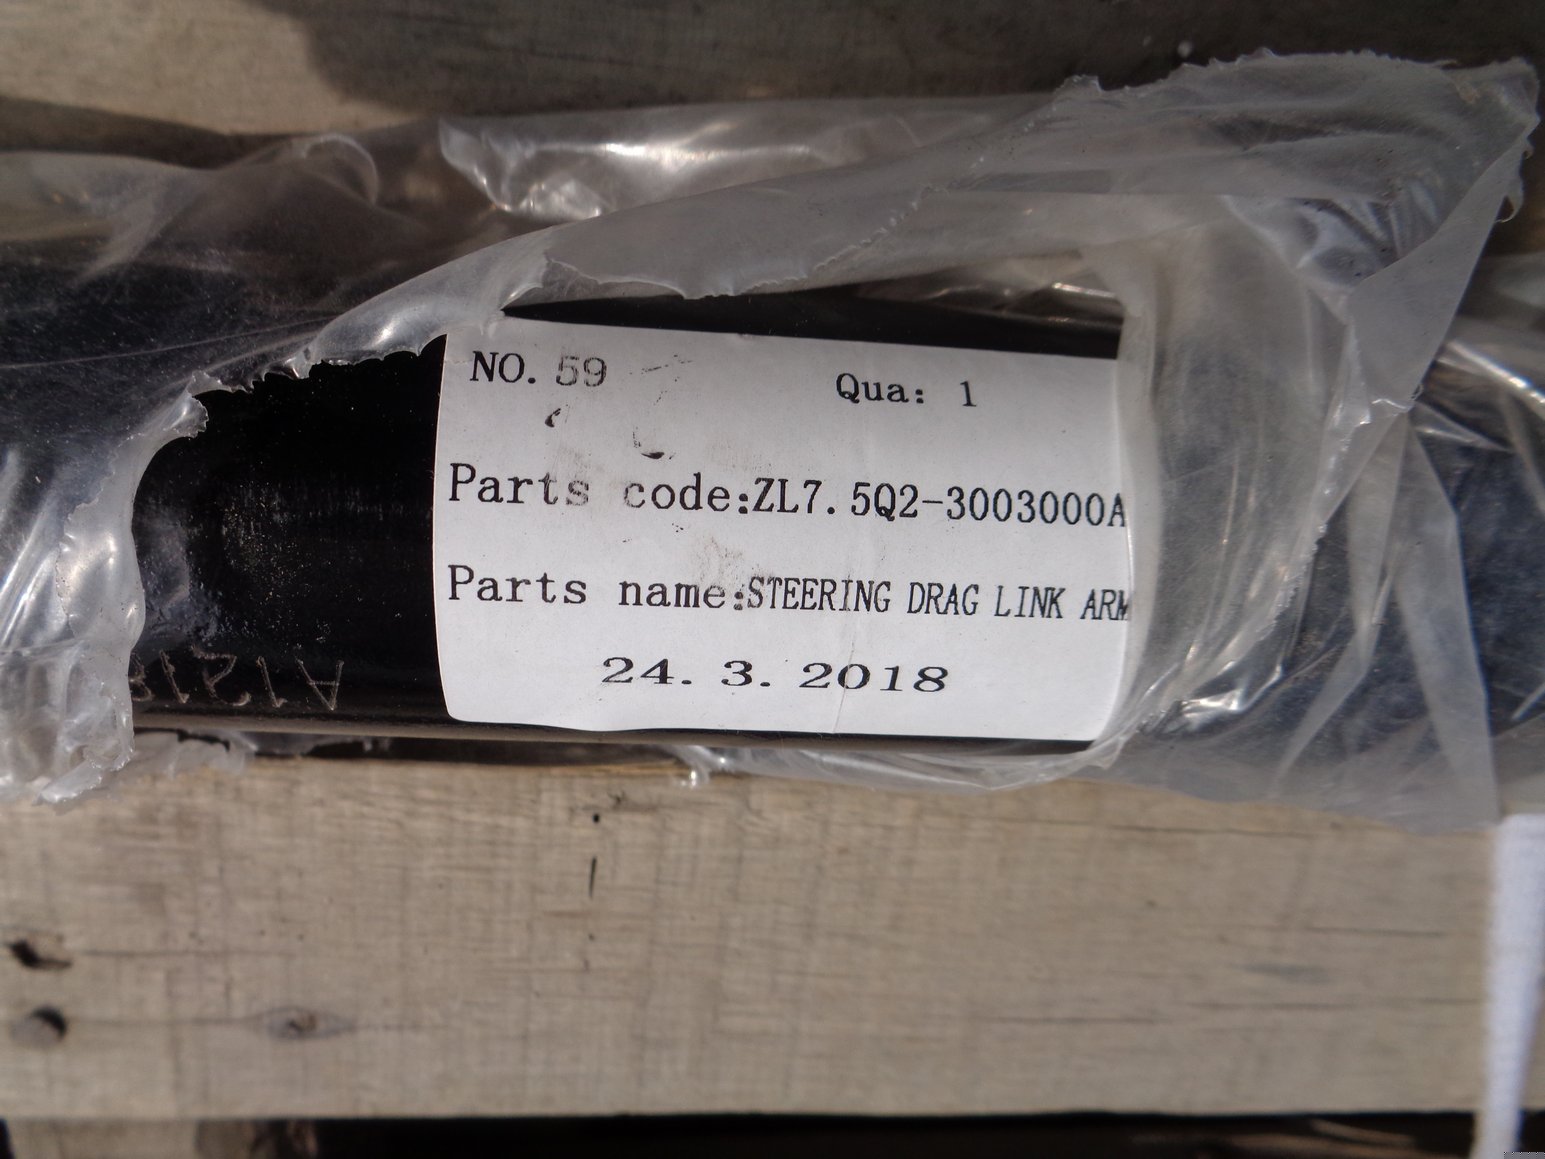 NO. 59 Qua: 1
Parts code:ZL7.5Q2-3003000A
Parts name:STEERING DRAG LINK ARM
24. 3. 2018